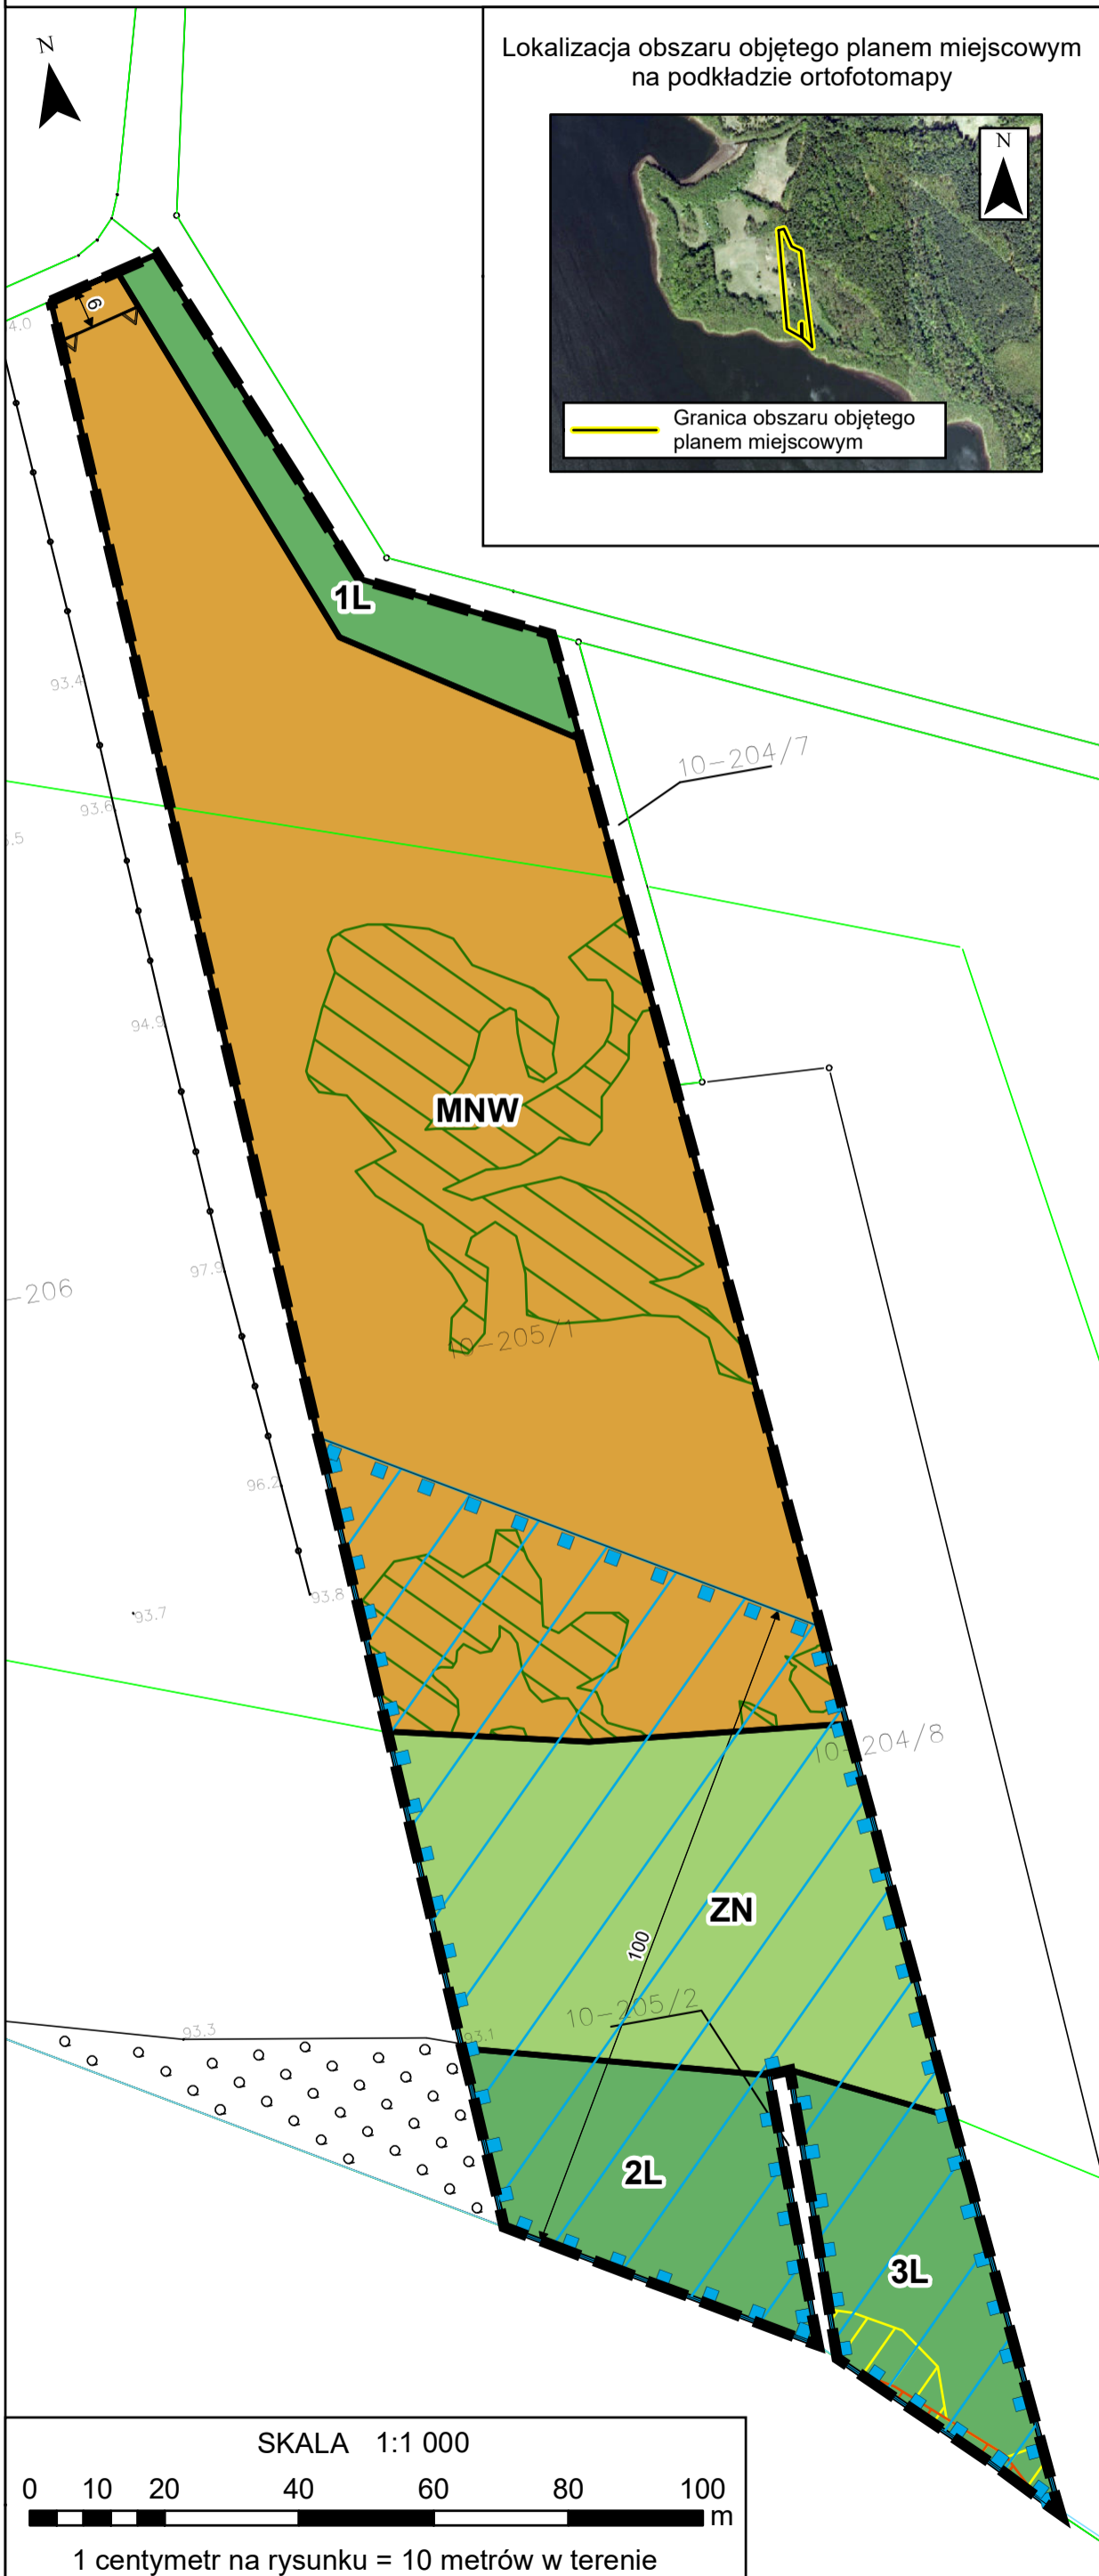 N
Lokalizacja obszaru objętego planem miejscowym
na podkładzie ortofotomapy
N
Granica obszaru objętego
planem miejscowym
6
4.0
1L
93.4
10-204/7
93.6
94.9
MNW
97.9
-206
10-205/1
96.2
93.8
93.7
10-204/8
ZN
100
10-205/2
93.3
93.1
2L
3L
SKALA 1:1 000
0 10 20 40 60 80 100
m
1 centymetr na rysunku = 10 metrów w terenie